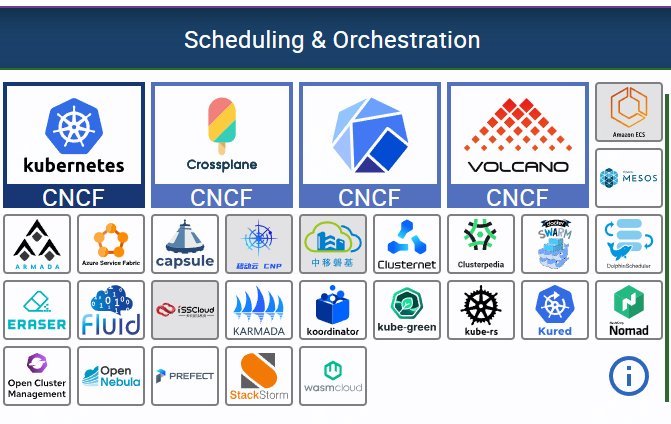 Scheduling & Orchestration
kubernetes
CNCF
Crossplane
CNCF
CNCF
VOLCANO
CNCF
Amazon ECS
MESOS
ARMADA
Azure Service Fabric
capsule
移动云 CNP
中移磐基
Clusternet
Clusterpedia
docker
SWARM
DolphinScheduler
ERASER
Fluid
iSSCloud
KARMADA
koordinator
kube-green
kube-rs
Kured
HashiCorp
Nomad
Open Cluster
Management
Open
Nebula
PREFECT
StackStorm
wasmcloud
i